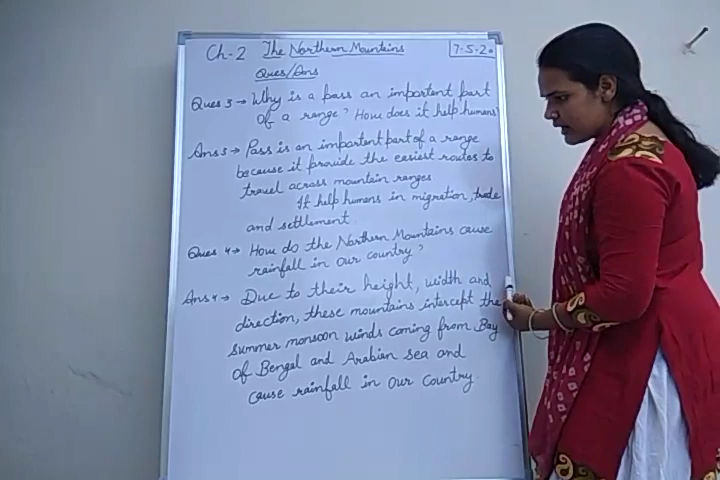 Ch-2 The Northern Mountains 7-5-20
Ques/Ans
Ques 3 → Why is a pass an important part
of a range? How does it help humans?
Ans 3 → Pass is an important part of a range
because it provide the easiest routes to
travel across mountain ranges
It help humans in migration, trade
and settlement.
Ques 4 → How do the Northern Mountains cause
rainfall in our country?
Ans 4 → Due to their height, width and
direction, these mountains intercept the
summer monsoon winds coming from Bay
of Bengal and Arabian sea and
cause rainfall in our country.